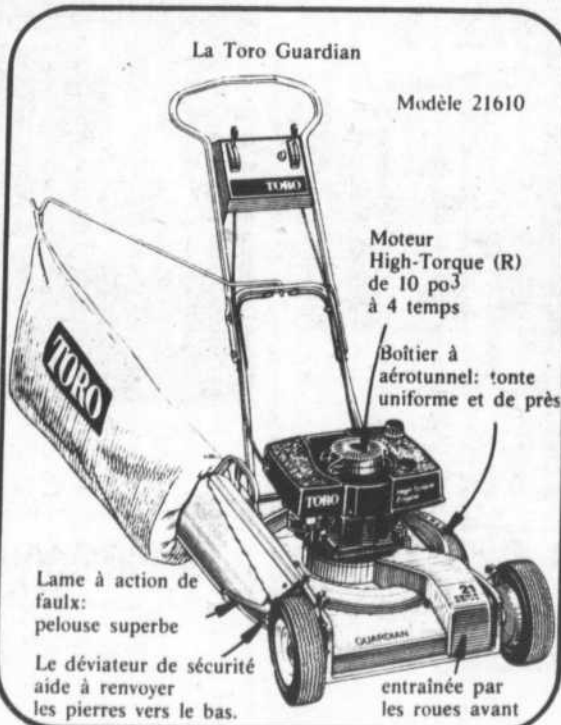 La Toro Guardian
Modèle 21610
TORO
Moteur
High-Torque (R)
de 10 po3
à 4 temps
TORO
Boîtier à
aérotunnel: tonte
uniforme et de près
TORO
Lame à action de
faulx:
pelouse superbe
21
GUARDIAN
Le déviateur de sécurité
aide à renvoyer
les pierres vers le bas.
entraînée par
les roues avant